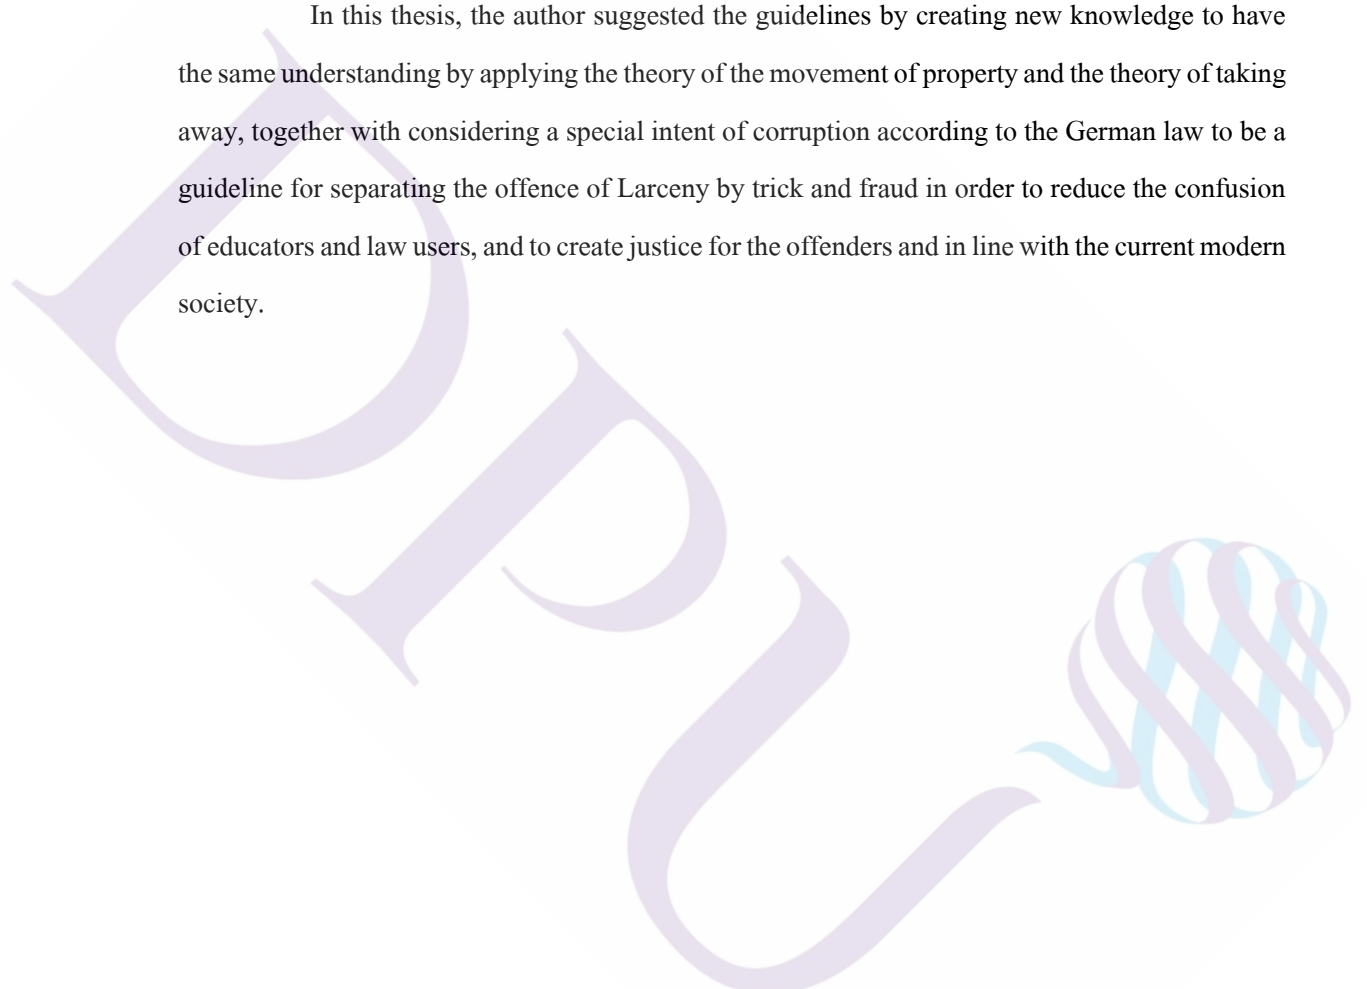 In this thesis, the author suggested the guidelines by creating new knowledge to have
the same understanding by applying the theory of the movement of property and the theory of taking
away, together with considering a special intent of corruption according to the German law to be a
guideline for separating the offence of Larceny by trick and fraud in order to reduce the confusion
of educators and law users, and to create justice for the offenders and in line with the current modern
society.
DPU